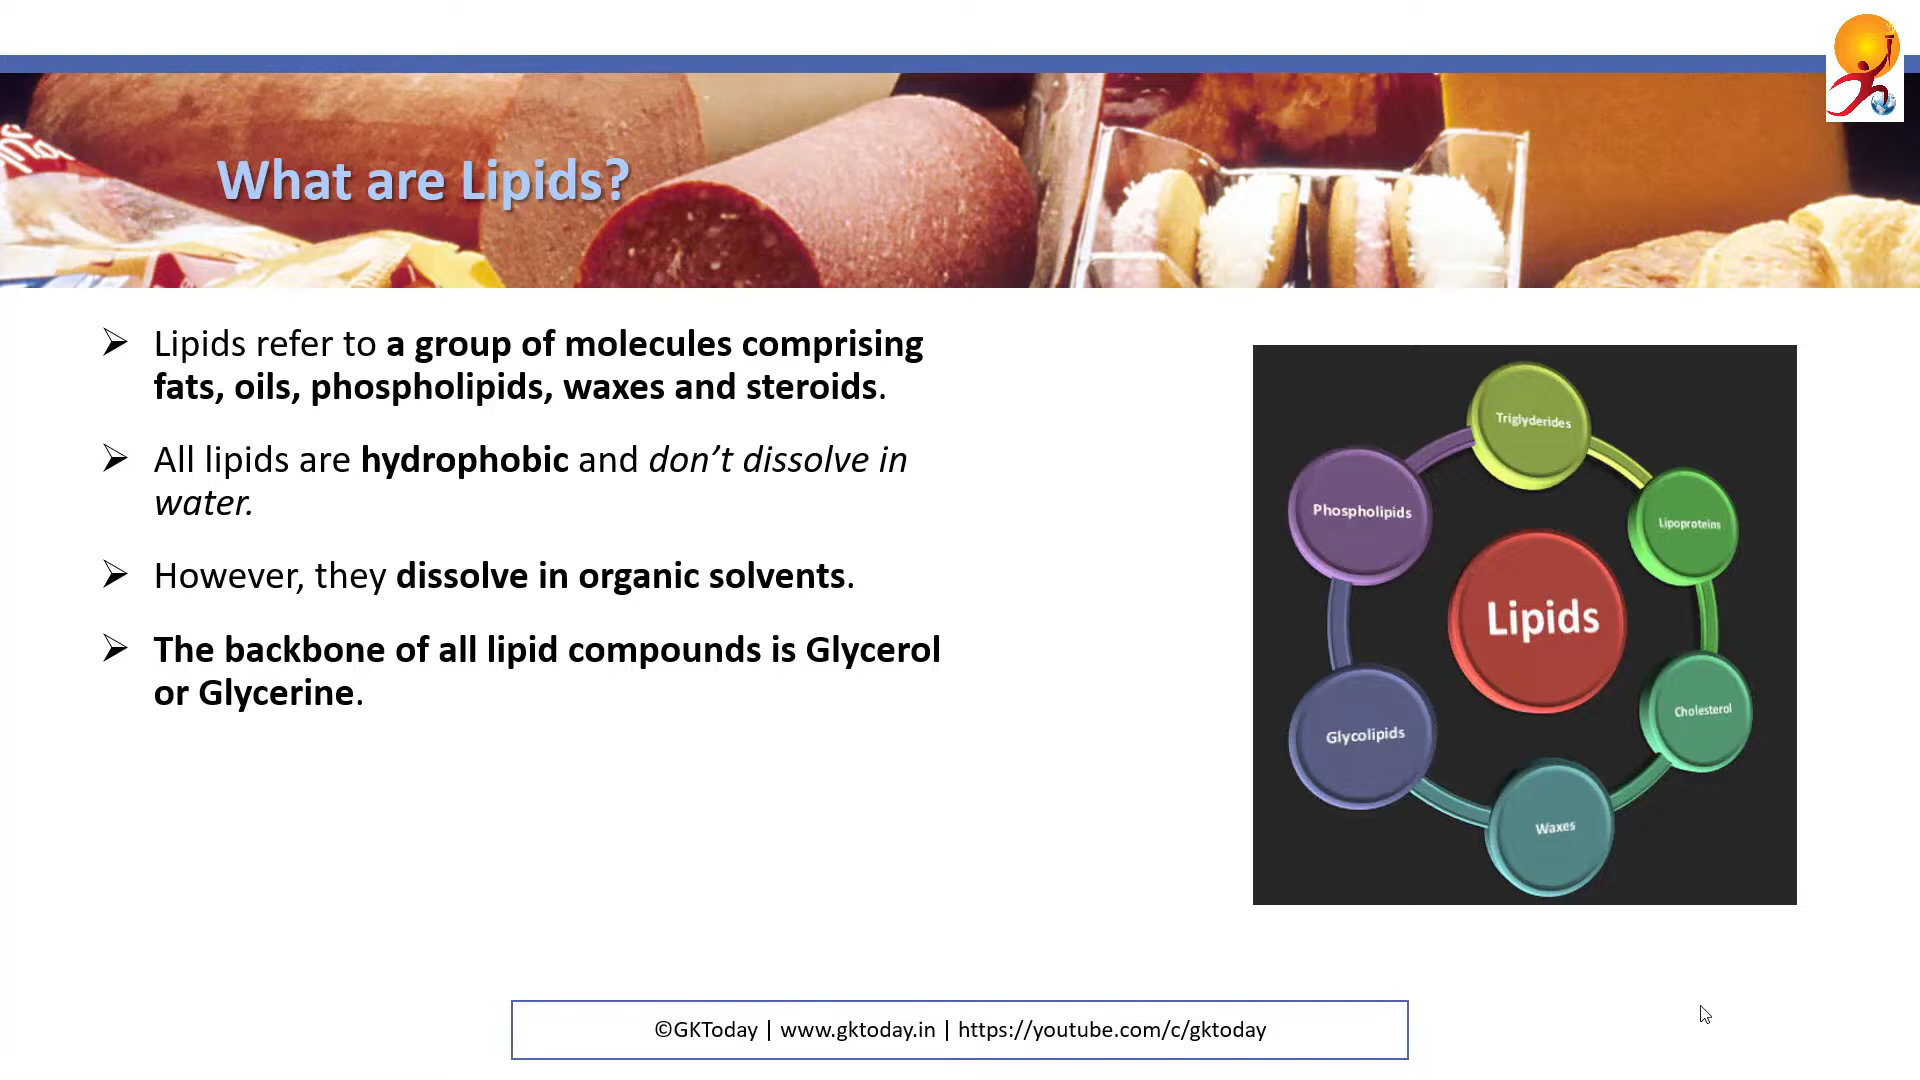 What are Lipids?
Lipids refer to a group of molecules comprising
fats, oils, phospholipids, waxes and steroids.
All lipids are hydrophobic and don’t dissolve in
water.
However, they dissolve in organic solvents.
The backbone of all lipid compounds is Glycerol
or Glycerine.
Triglyderides
Phospholipids
Lipoproteins
Lipids
Cholesterol
Glycolipids
Waxes
©GKToday | www.gktoday.in | https://youtube.com/c/gktoday